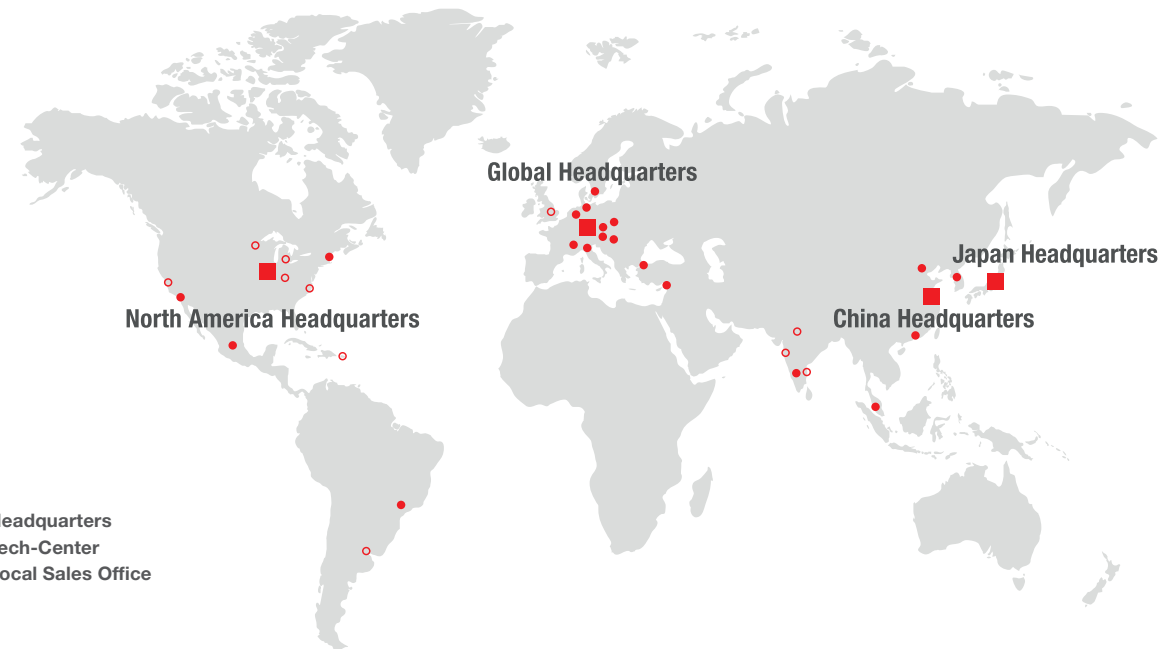 Global Headquarters
Japan Headquarters
North America Headquarters
China Headquarters
eadquarters
ech-Center
ocal Sales Office